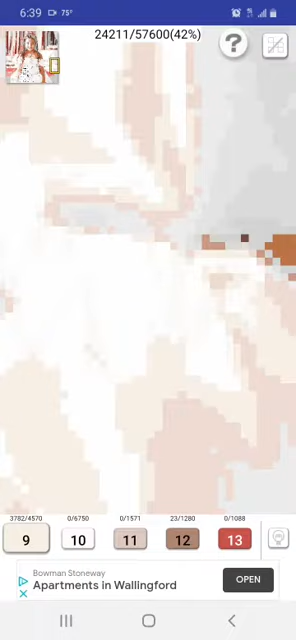 6:39 75°
24211/57600(42%)
?
3782/4570 0/6750 0/1571 23/1280 0/1088
9 10 11 12 13
Bowman Stoneway
Apartments in Wallingford
OPEN